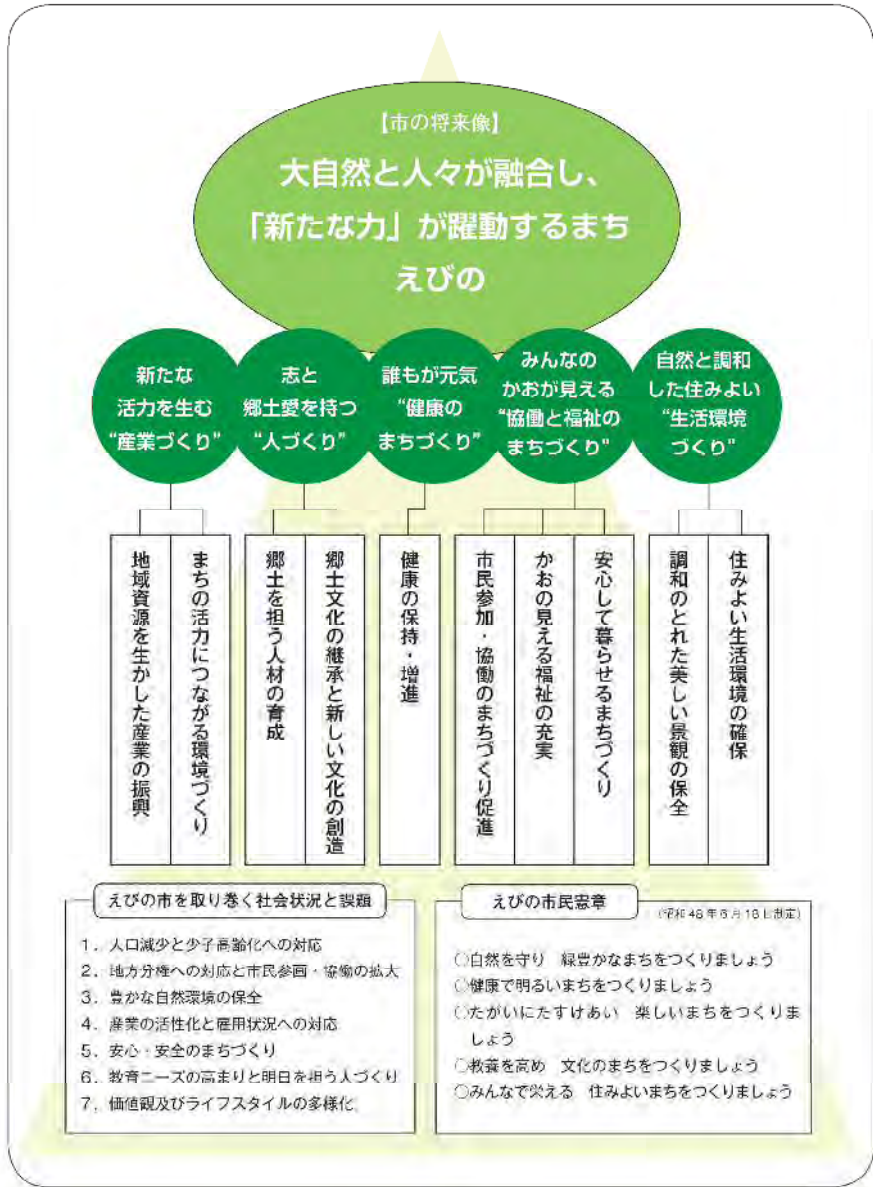 【市の将来像】
大自然と人々が融合し、
「新たな力」が躍動するまち
えびの
新たな
活力を生む
“産業づくり”
志と
郷土愛を持つ
“人づくり”
誰もが元気
“健康の
まちづくり”
みんなの
かおが見える
“協働と福祉の
まちづくり”
自然と調和
した住みよい
“生活環境
づくり”
地域資源を生かした産業の振興
まちの活力につながる環境づくり
郷土を担う人材の育成
郷土文化の継承と新しい文化の創造
健康の保持・増進
市民参加・協働のまちづくり促進
かおの見える福祉の充実
安心して暮らせるまちづくり
調和のとれた美しい景観の保全
住みよい生活環境の確保
えびの市を取り巻く社会状況と課題
1．人口減少と少子高齢化への対応
2．地方分権への対応と市民参画・協働の拡大
3．豊かな自然環境の保全
4．産業の活性化と雇用状況への対応
5．安心・安全のまちづくり
6．教育ニーズの高まりと明日を担う人づくり
7．価値観及びライフスタイルの多様化
えびの市民憲章
○自然を守り　緑豊かなまちをつくりましょう
○健康で明るいまちをつくりましょう
○たがいにたすけあい　楽しいまちをつくりま
しょう
○教養を高め　文化のまちをつくりましょう
○みんなで栄える　住みよいまちをつくりましょう